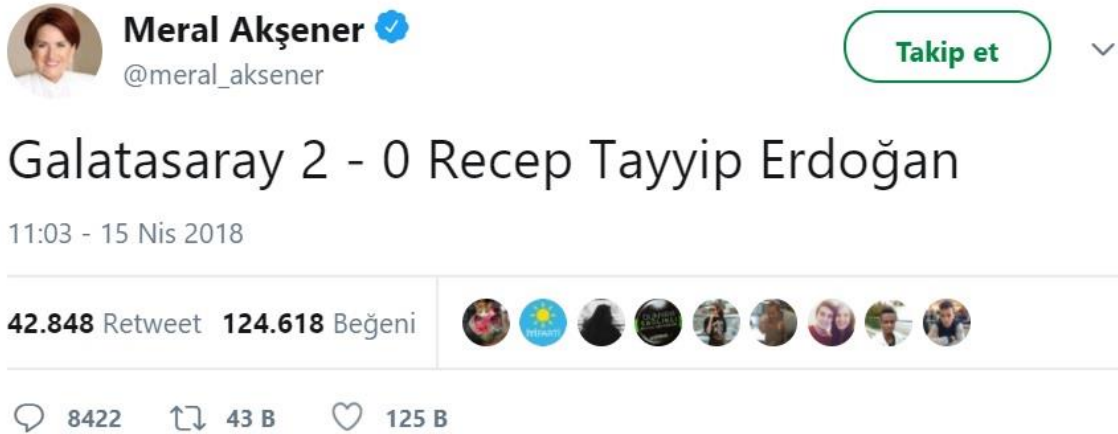 Meral Akşener
@meral_aksener
Takip et
Galatasaray 2 - 0 Recep Tayyip Erdoğan
11:03 - 15 Nis 2018
42.848 Retweet 124.618 Beğeni
8422 43 B 125 B